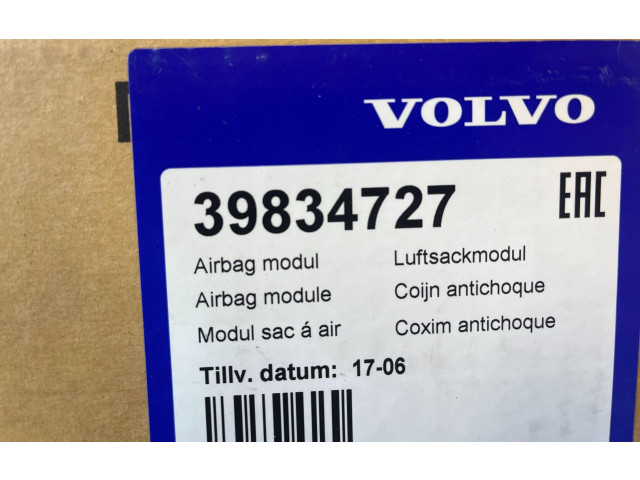 VOLVO
39834727 EAC
Airbag modul Luftsackmodul
Airbag module Coijn antichoque
Modul sac á air Coxim antichoque
Tillv. datum: 17-06